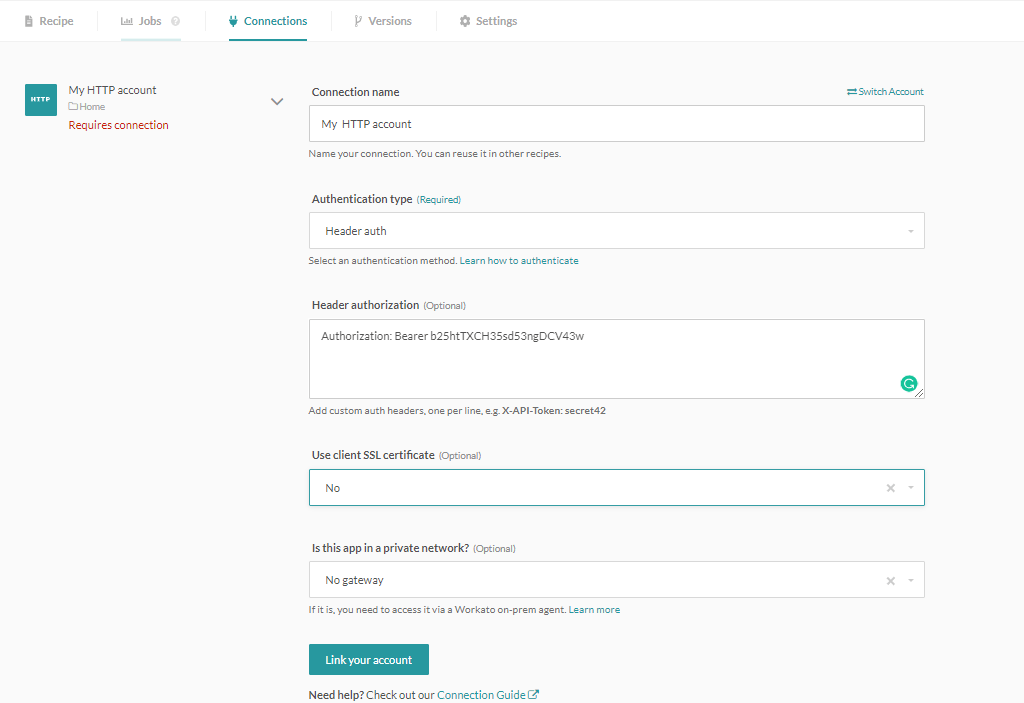 Recipe
Jobs ?
Connections
Versions
Settings
HTTP
My HTTP account
Home
Requires connection
Connection name
Switch Account
My HTTP account
Name your connection. You can reuse it in other recipes.
Authentication type (Required)
Header auth
Select an authentication method. Learn how to authenticate
Header authorization (Optional)
Authorization: Bearer b25htTXCH35sd53ngDCV43w
Add custom auth headers, one per line, e.g. X-API-Token: secret42
Use client SSL certificate (Optional)
No
Is this app in a private network? (Optional)
No gateway
If it is, you need to access it via a Workato on-prem agent. Learn more
Link your account
Need help? Check out our Connection Guide